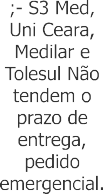 ;- S3 Med,
Uni Ceara,
Medilar e
Tolesul Não
tendem o
prazo de
entrega,
pedido
emergencial.